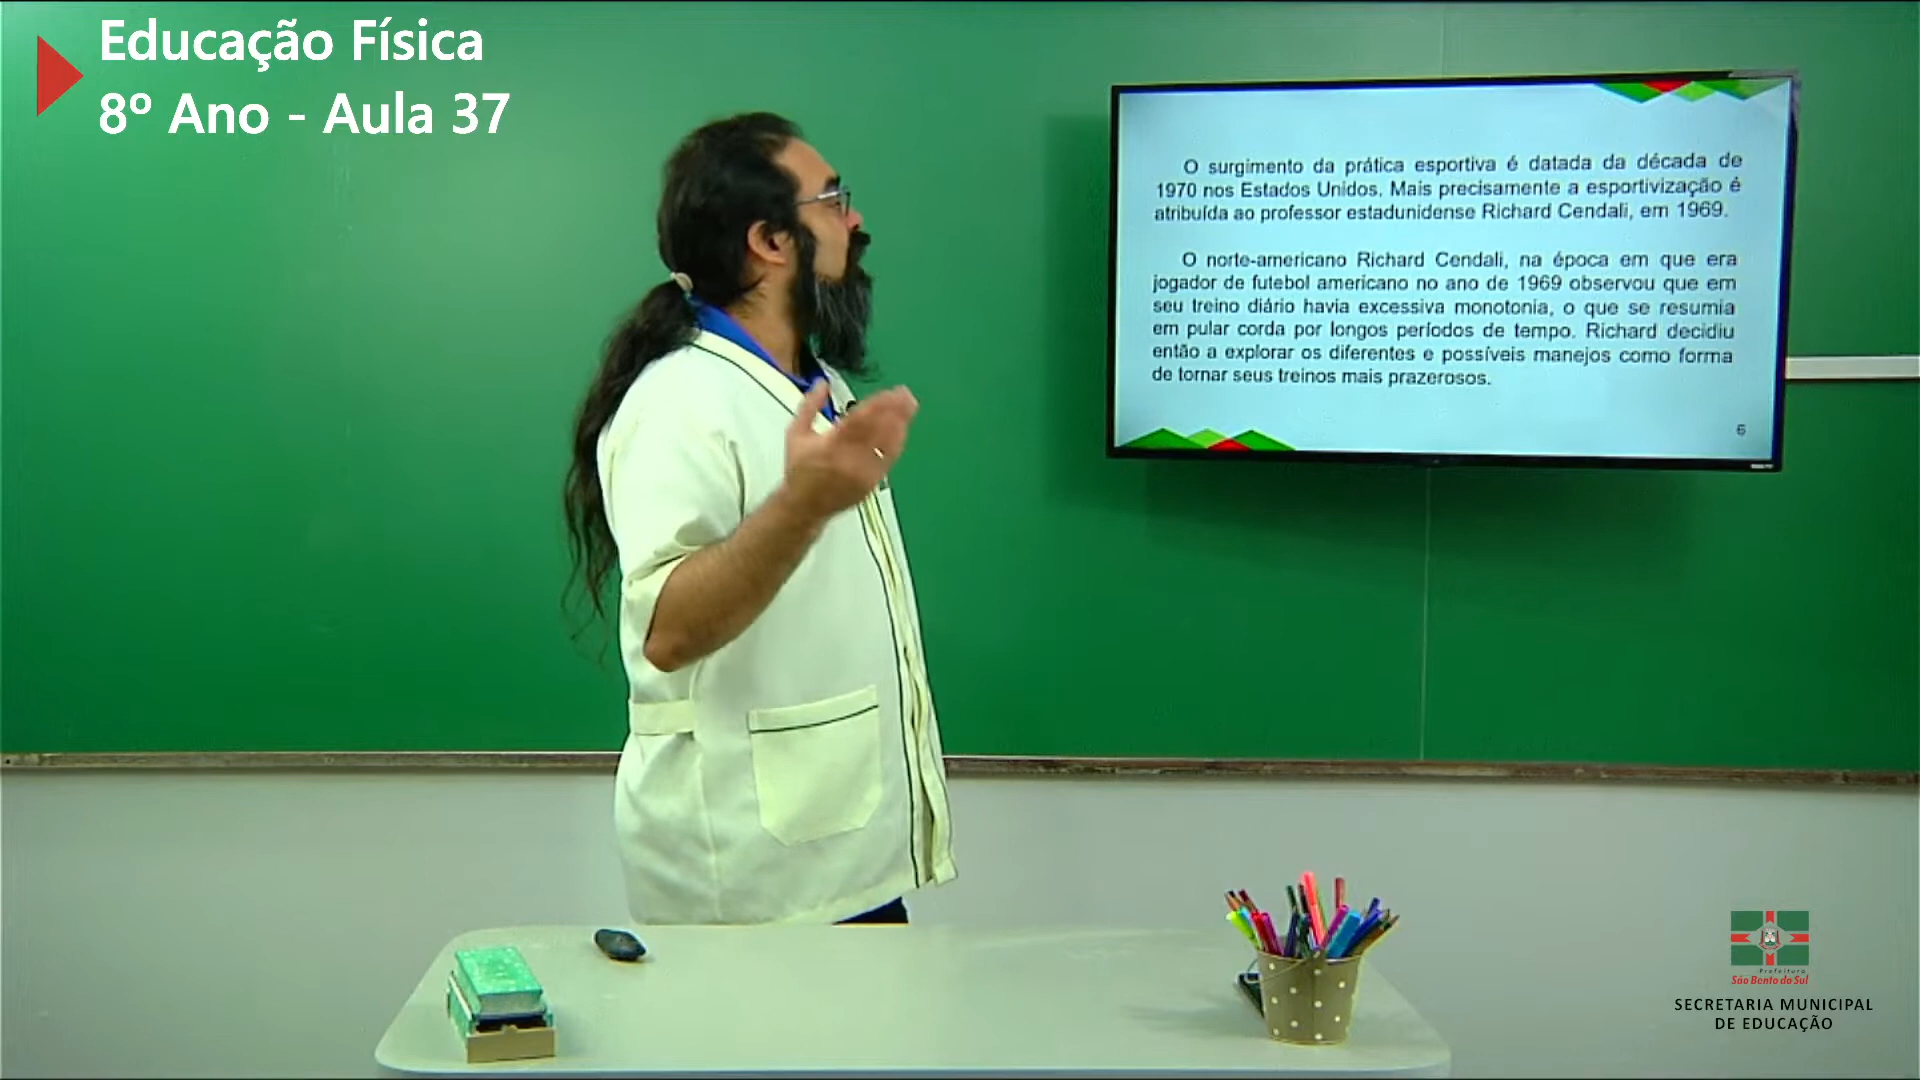 Educação Física
8º Ano - Aula 37
O surgimento da prática esportiva é datada da década de
1970 nos Estados Unidos. Mais precisamente a esportivização é
atribuída ao professor estadunidense Richard Cendali, em 1969.
O norte-americano Richard Cendali, na época em que era
jogador de futebol americano no ano de 1969 observou que em
seu treino diário havia excessiva monotonia, o que se resumia
em pular corda por longos períodos de tempo. Richard decidiu
então a explorar os diferentes e possíveis manejos como forma
de tornar seus treinos mais prazerosos.
6
Prefeitura
São Bento do Sul
SECRETARIA MUNICIPAL
DE EDUCAÇÃO